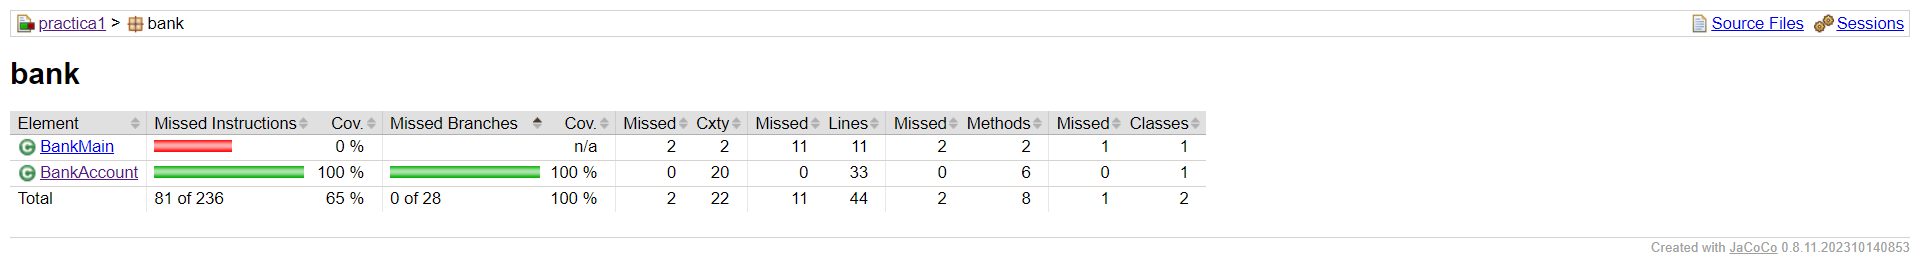 practica1 > bank Source Files Sessions
bank
Element Missed Instructions Cov. Missed Branches Cov. Missed Cxty Missed Lines Missed Methods Missed Classes
C BankMain 0 % n/a 2 2 11 11 2 2 1 1
C BankAccount 100 % 100 % 0 20 0 33 0 6 0 1
Total 81 of 236 65 % 0 of 28 100 % 2 22 11 44 2 8 1 2
Created with JaCoCo 0.8.11.202310140853